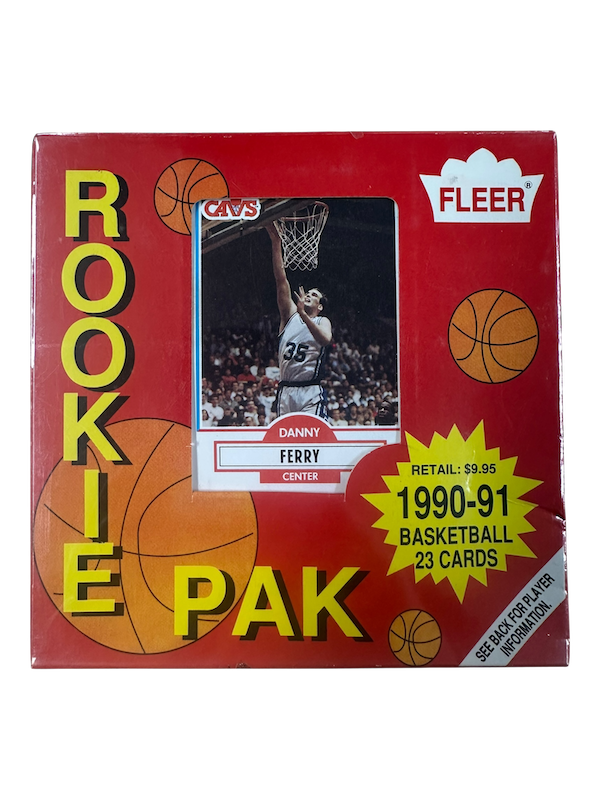 ROOKIE
PAK
FLEER®
CAVS
35
DANNY
FERRY
CENTER
RETAIL: $9.95
1990-91
BASKETBALL
23 CARDS
SEE BACK FOR PLAYER
INFORMATION.